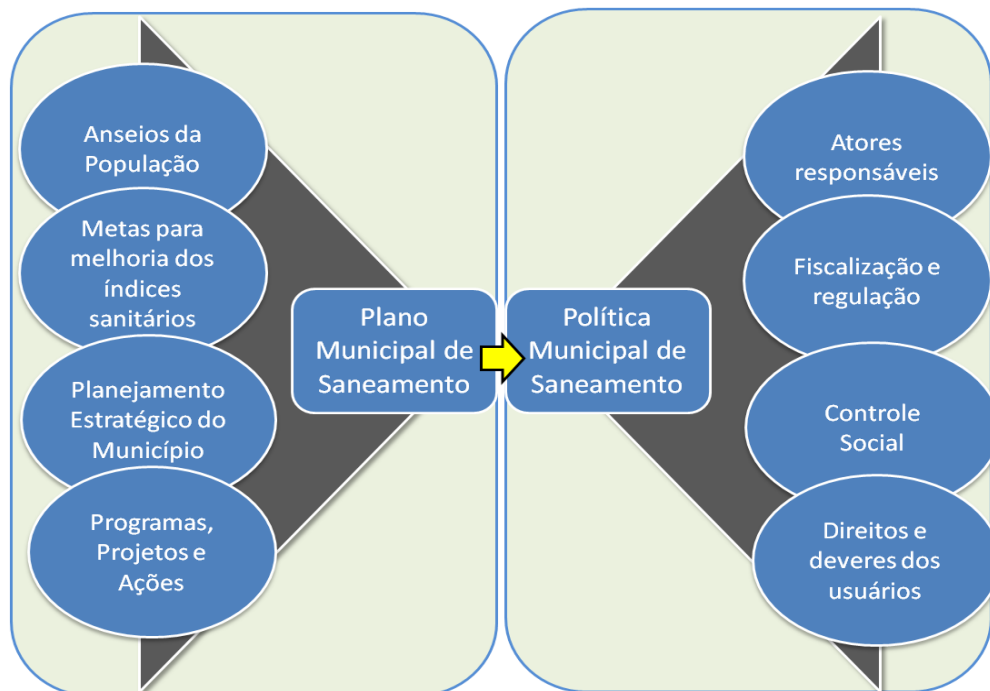 Anseios da
População
Metas para
melhoria dos
índices
sanitários
Planejamento
Estratégico do
Município
Programas,
Projetos e
Ações
Plano
Municipal de
Saneamento
Política
Municipal de
Saneamento
Atores
responsáveis
Fiscalização e
regulação
Controle
Social
Direitos e
deveres dos
usuários